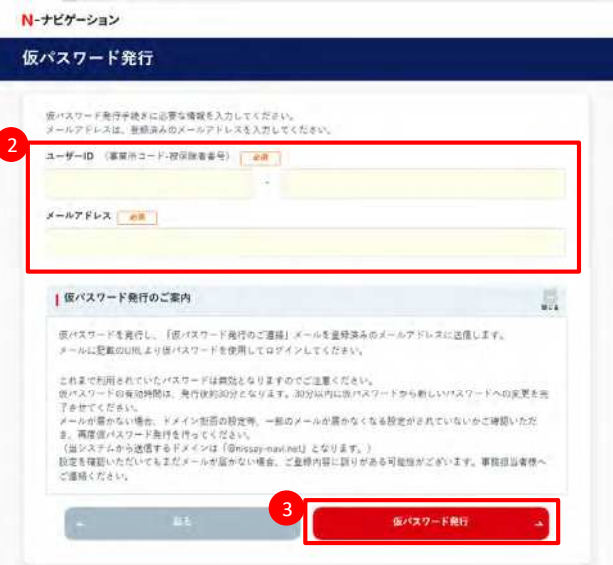 N-ナビゲーション
仮パスワード発行
仮パスワード発行手続きに必要な情報を入力してください。
メールアドレスは、登録済みのメールアドレスを入力してください。
2
ユーザーID （事業所コード-被保険者番号） 必須
-
メールアドレス 必須
仮パスワード発行のご案内
閉じる
仮パスワードを発行し、「仮パスワード発行のご連絡」メールを登録済みのメールアドレスに送信します。
メールに記載のURLより仮パスワードを使用してログインしてください。
これまで利用されていたパスワードは無効となりますのでご注意ください。
仮パスワードの有効時間は、発行後約30分となります。30分以内に仮パスワードから新しいパスワードへの変更を完
了させてください。
メールが届かない場合、ドメイン拒否の設定等、一部のメールが届かなくなる設定がされていないかご確認いただ
き、再度仮パスワード発行を行ってください。
（当システムから送信するドメインは「@nissay-navi.net」となります。）
設定を確認いただいてもまだメールが届かない場合、ご登録内容に誤りがある可能性がございます。事務担当者様へ
ご連絡ください。
戻る
3
仮パスワード発行